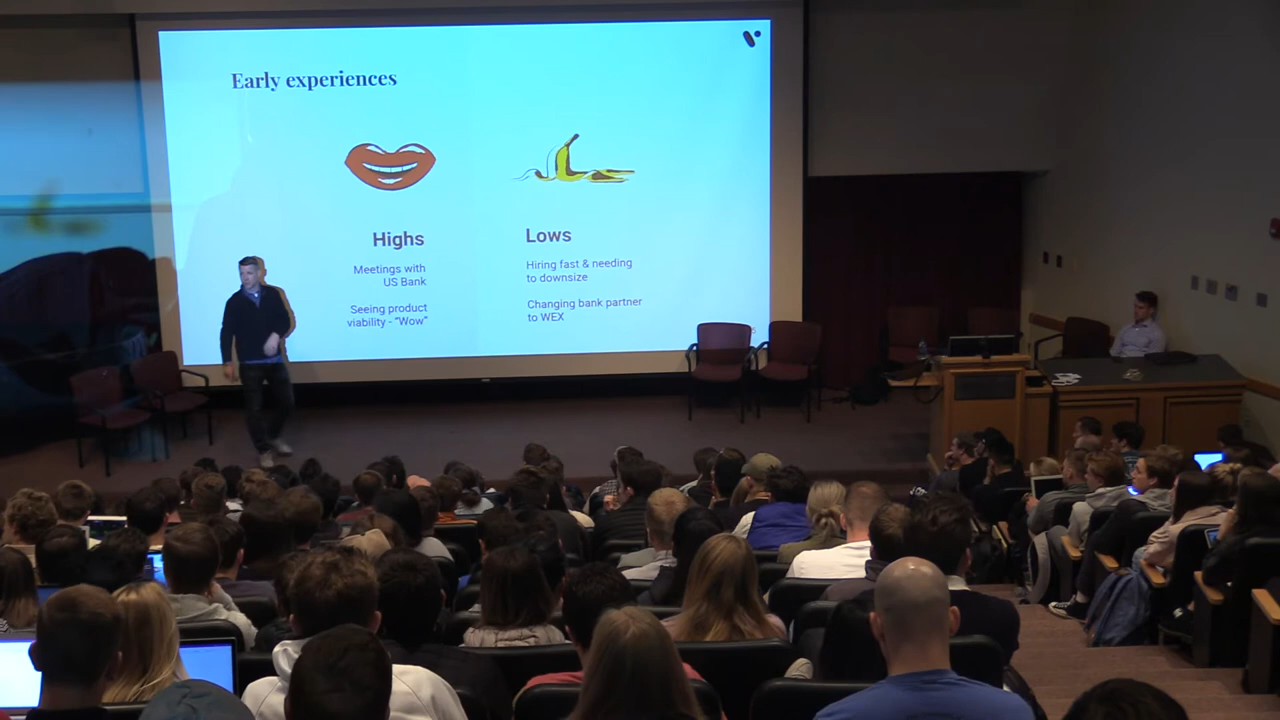 Early experiences
Highs
Meetings with
US Bank
Seeing product
viability - “Wow”
Lows
Hiring fast & needing
to downsize
Changing bank partner
to WEX